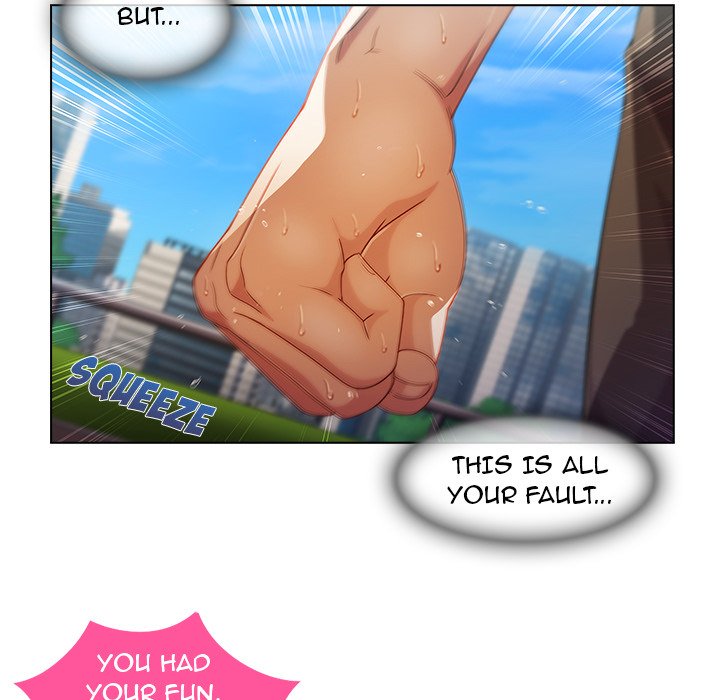 BUT...
SQUEEZE
THIS IS ALL
YOUR FAULT...
YOU HAD
YOUR FUN,